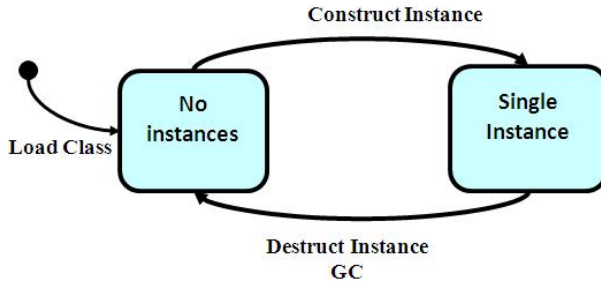 Construct Instance
No
instances
Single
Instance
Load Class
Destruct Instance
GC